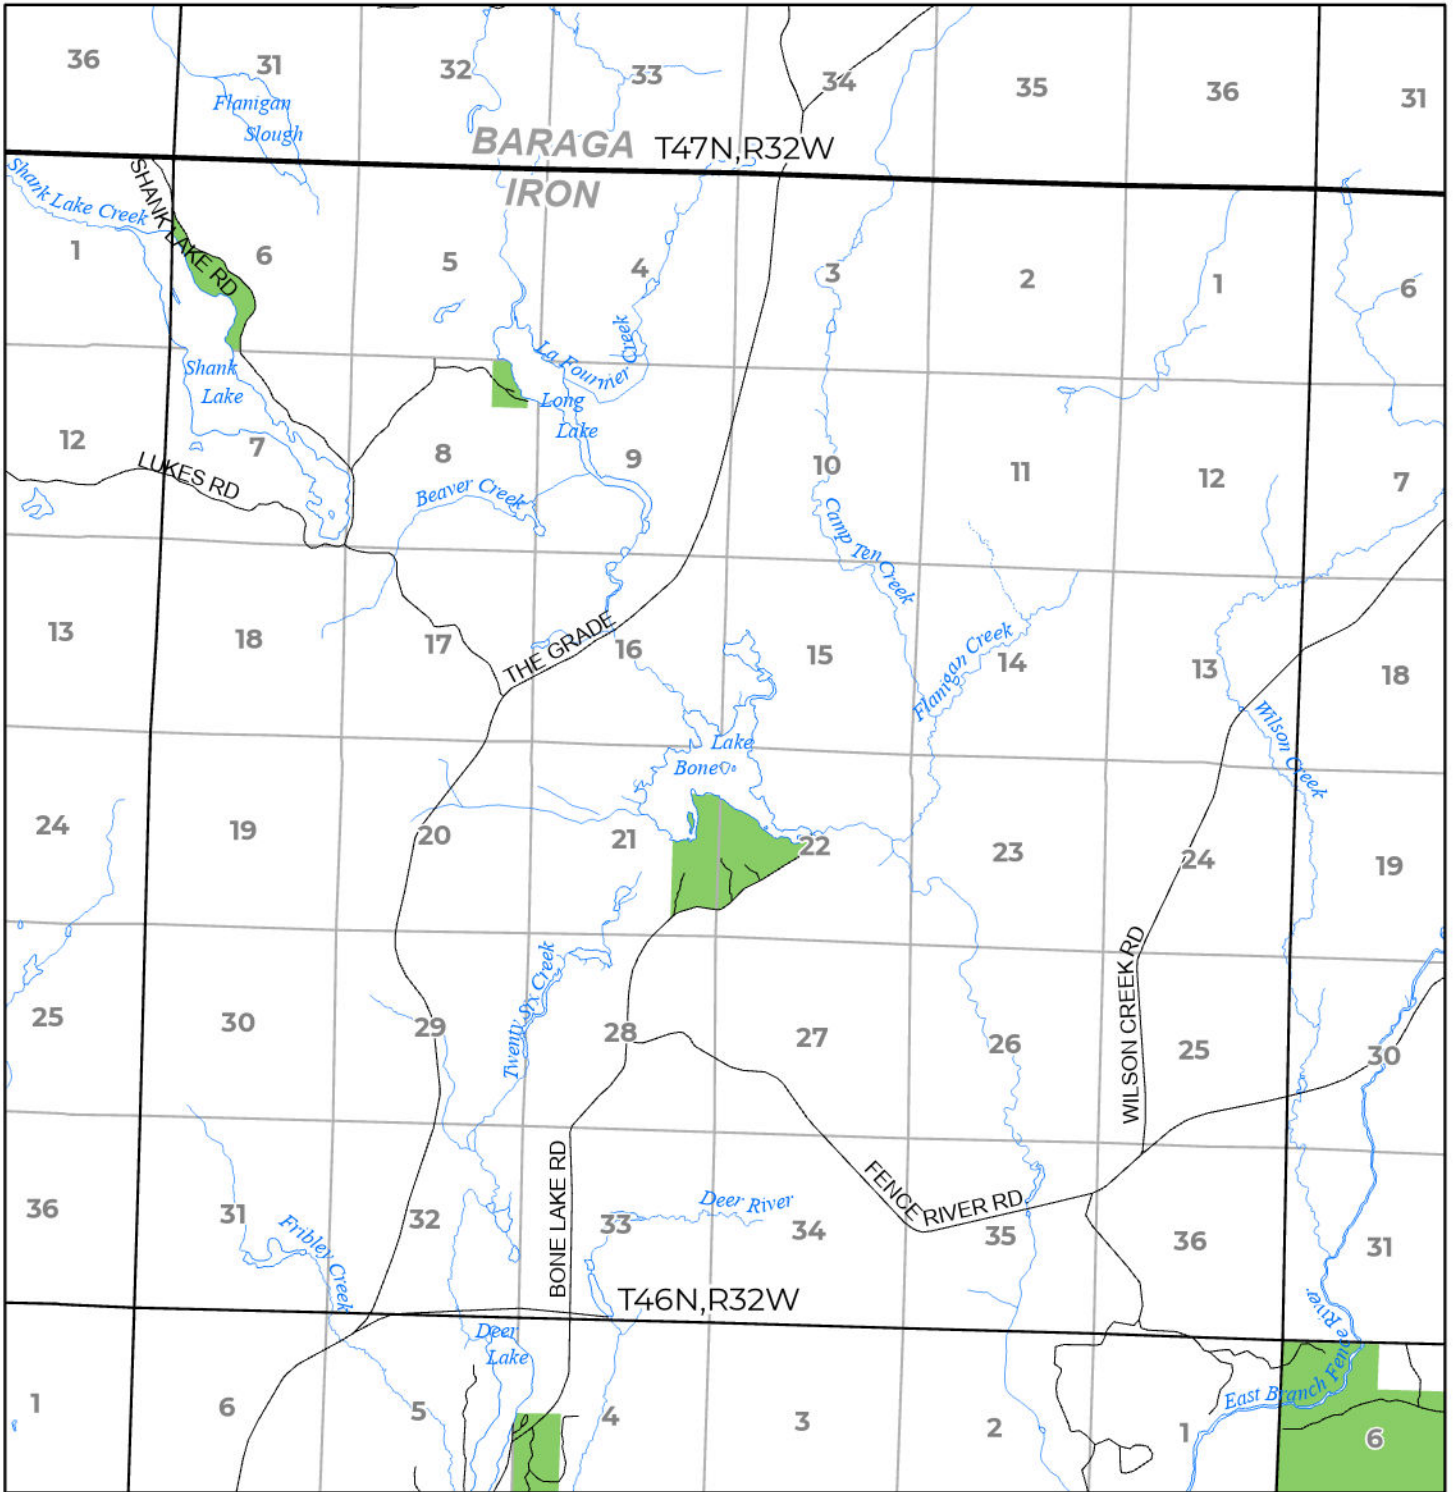 36 31 32 33 34 35 36 31
Flanigan
Slough
BARAGA T47N,R32W
IRON
Shank Lake Creek
SHANK LAKE RD
1 6 5 4 3 2 1 6
La Fournier Creek
Shank
Lake
Long
Lake
12 7 8 9 10 11 12 7
LUKES RD
Beaver Creek
Camp Ten Creek
13 18 17 16 15 14 13 18
THE GRADE
Flanigan Creek
Wilson Creek
Lake
Bone
24 19 20 21 22 23 24 19
Twenty Six Creek
WILSON CREEK RD
25 30 29 28 27 26 25 30
BONE LAKE RD
FENCE RIVER RD
Deer River
36 31 32 33 34 35 36 31
Fribley Creek
T46N,R32W
Deer
Lake
East Branch Fence River
1 6 5 4 3 2 1 6